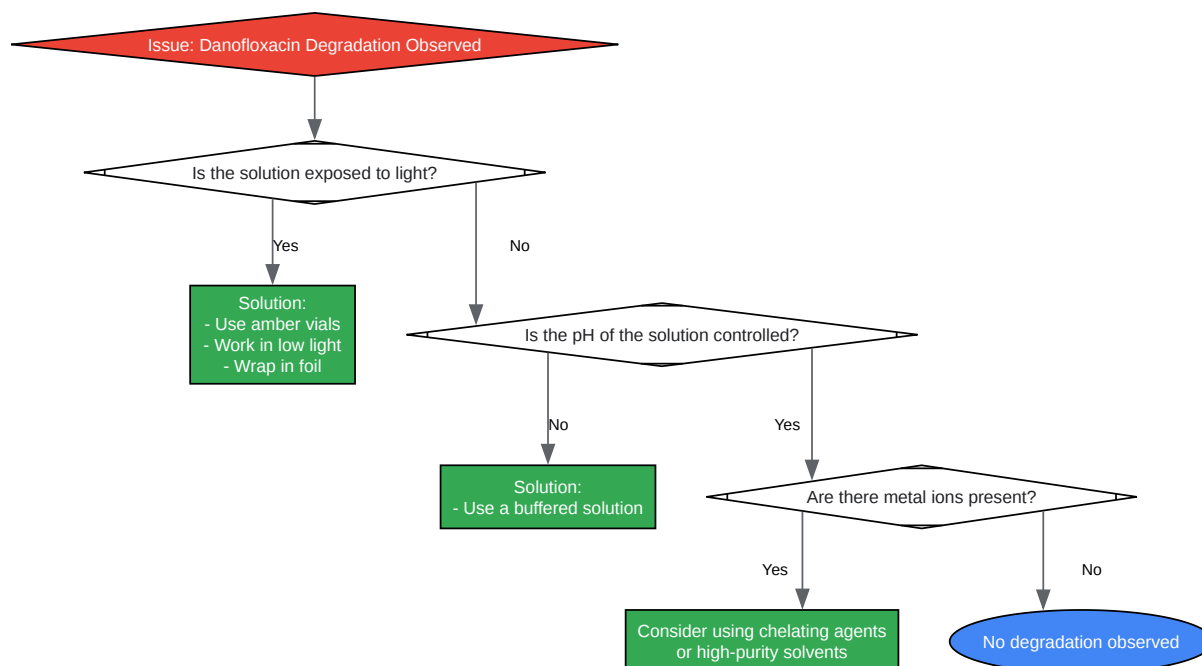 Issue: Danofloxacin Degradation Observed
Is the solution exposed to light?
Yes
No
Solution:
- Use amber vials
- Work in low light
- Wrap in foil
Is the pH of the solution controlled?
No
Yes
Solution:
- Use a buffered solution
Are there metal ions present?
Yes
No
Consider using chelating agents
or high-purity solvents
No degradation observed